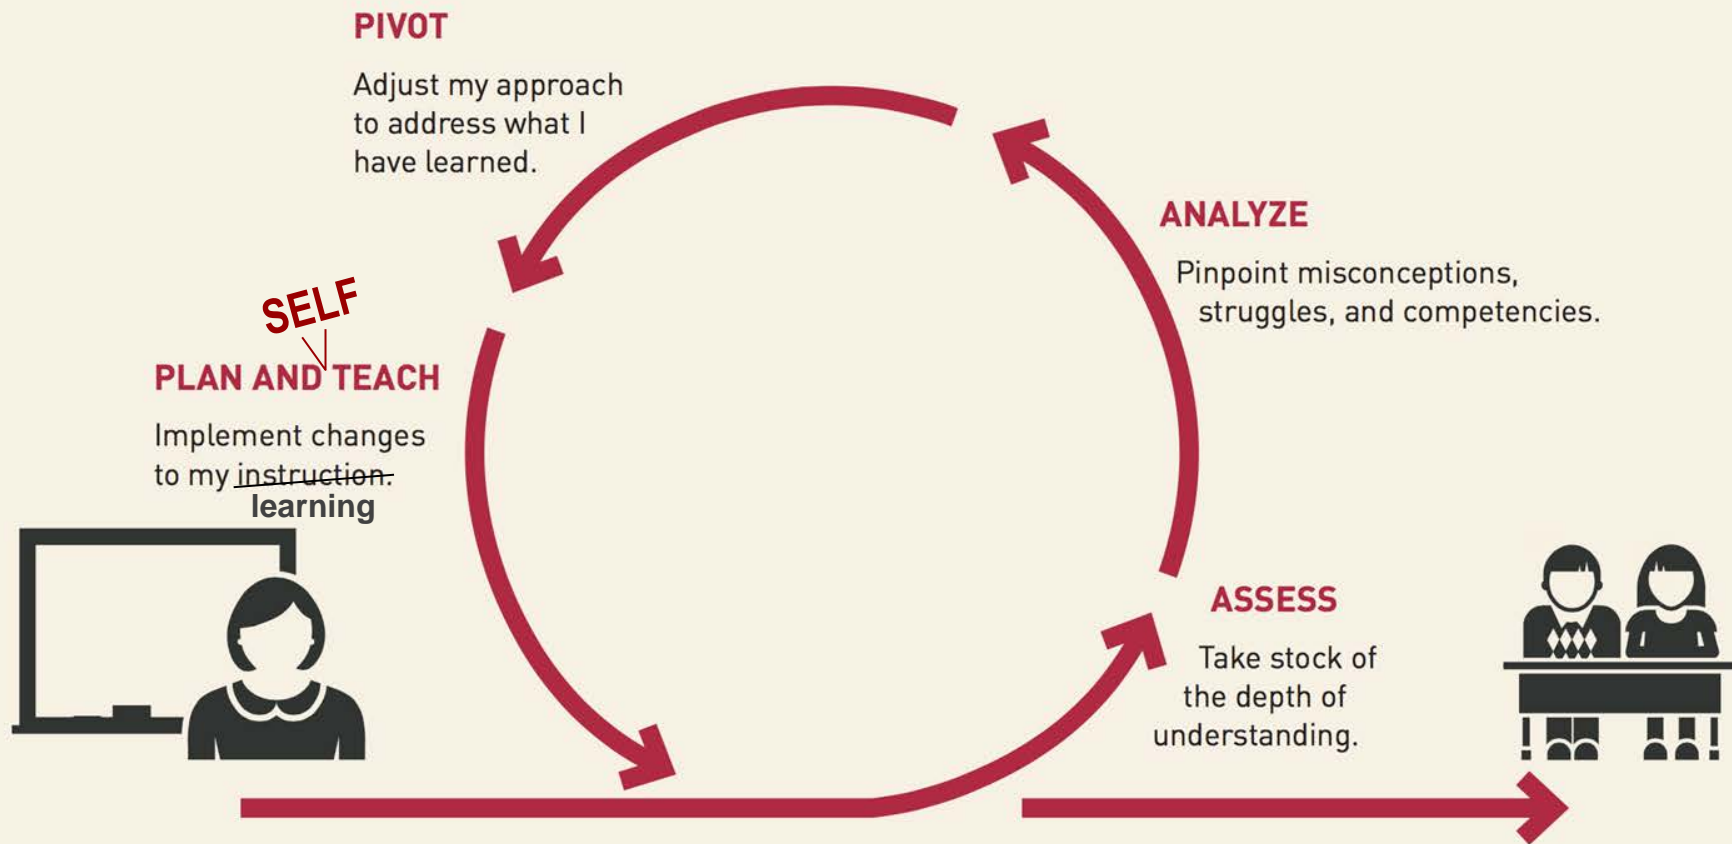 PIVOT
Adjust my approach
to address what I
have learned.
ANALYZE
Pinpoint misconceptions,
struggles, and competencies.
SELF
PLAN AND TEACH
Implement changes
to my instruction.
learning
ASSESS
Take stock of
the depth of
understanding.